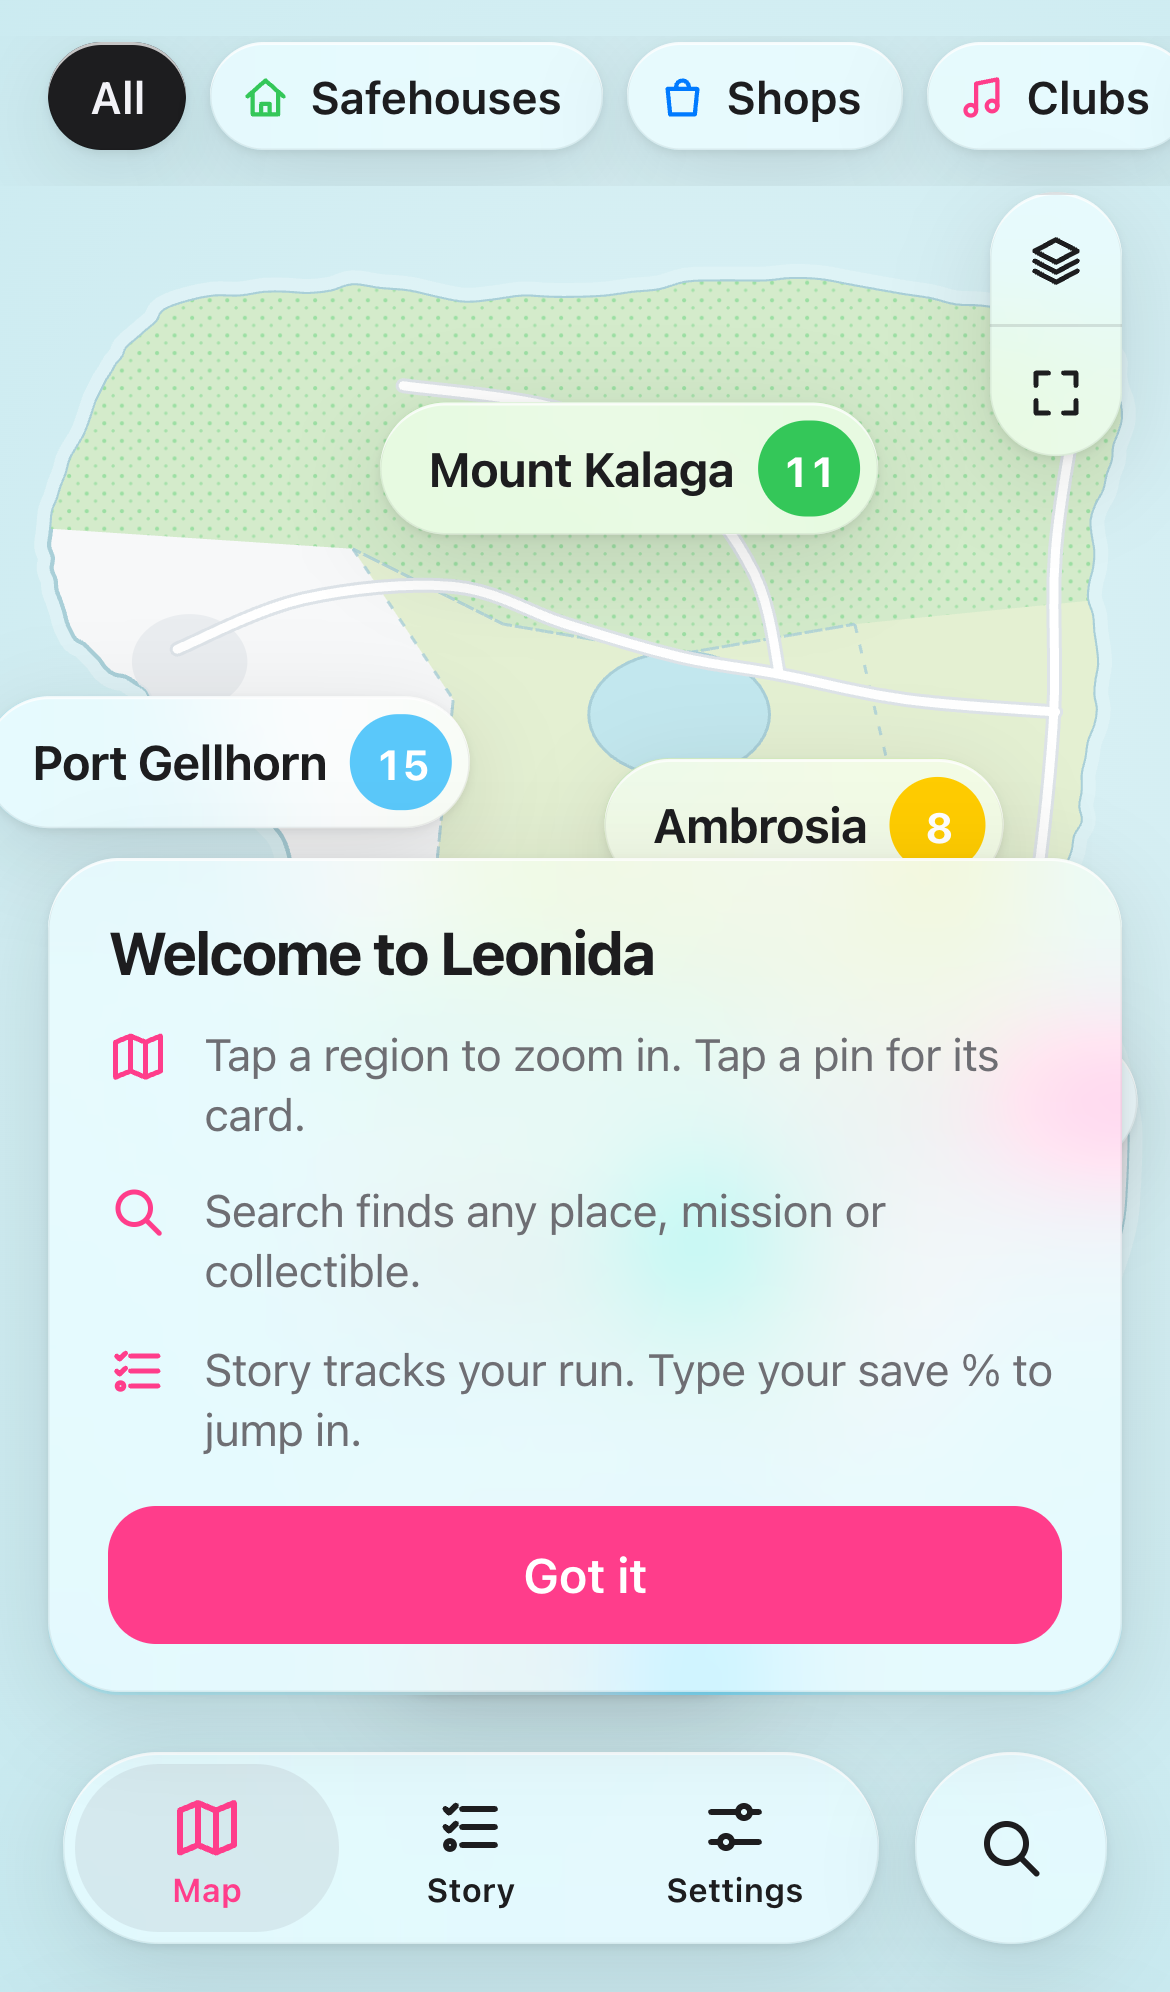 All
Safehouses
Shops
Clubs
Mount Kalaga 11
Port Gellhorn 15
Ambrosia 8
Welcome to Leonida
Tap a region to zoom in. Tap a pin for its
card.
Search finds any place, mission or
collectible.
Story tracks your run. Type your save % to
jump in.
Got it
Map
Story
Settings